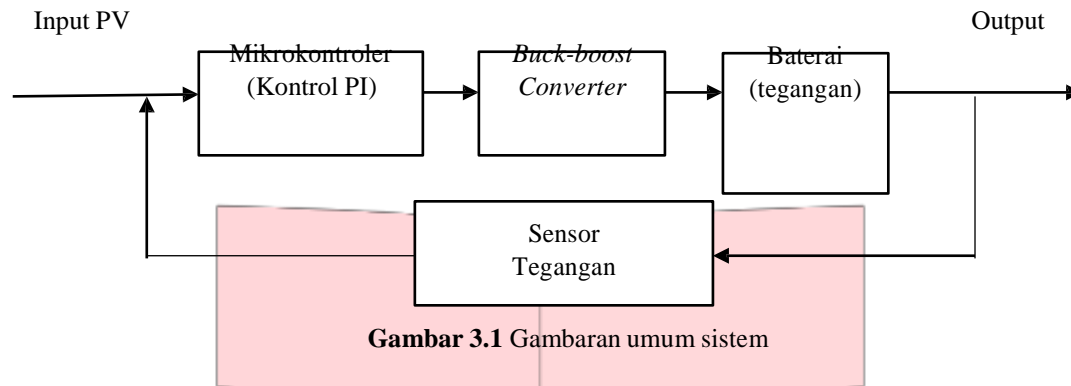 Input PV
Output
Mikrokontroler
(Kontrol PI)
Buck-boost
Converter
Baterai
(tegangan)
Sensor
Tegangan
Gambar 3.1 Gambaran umum sistem